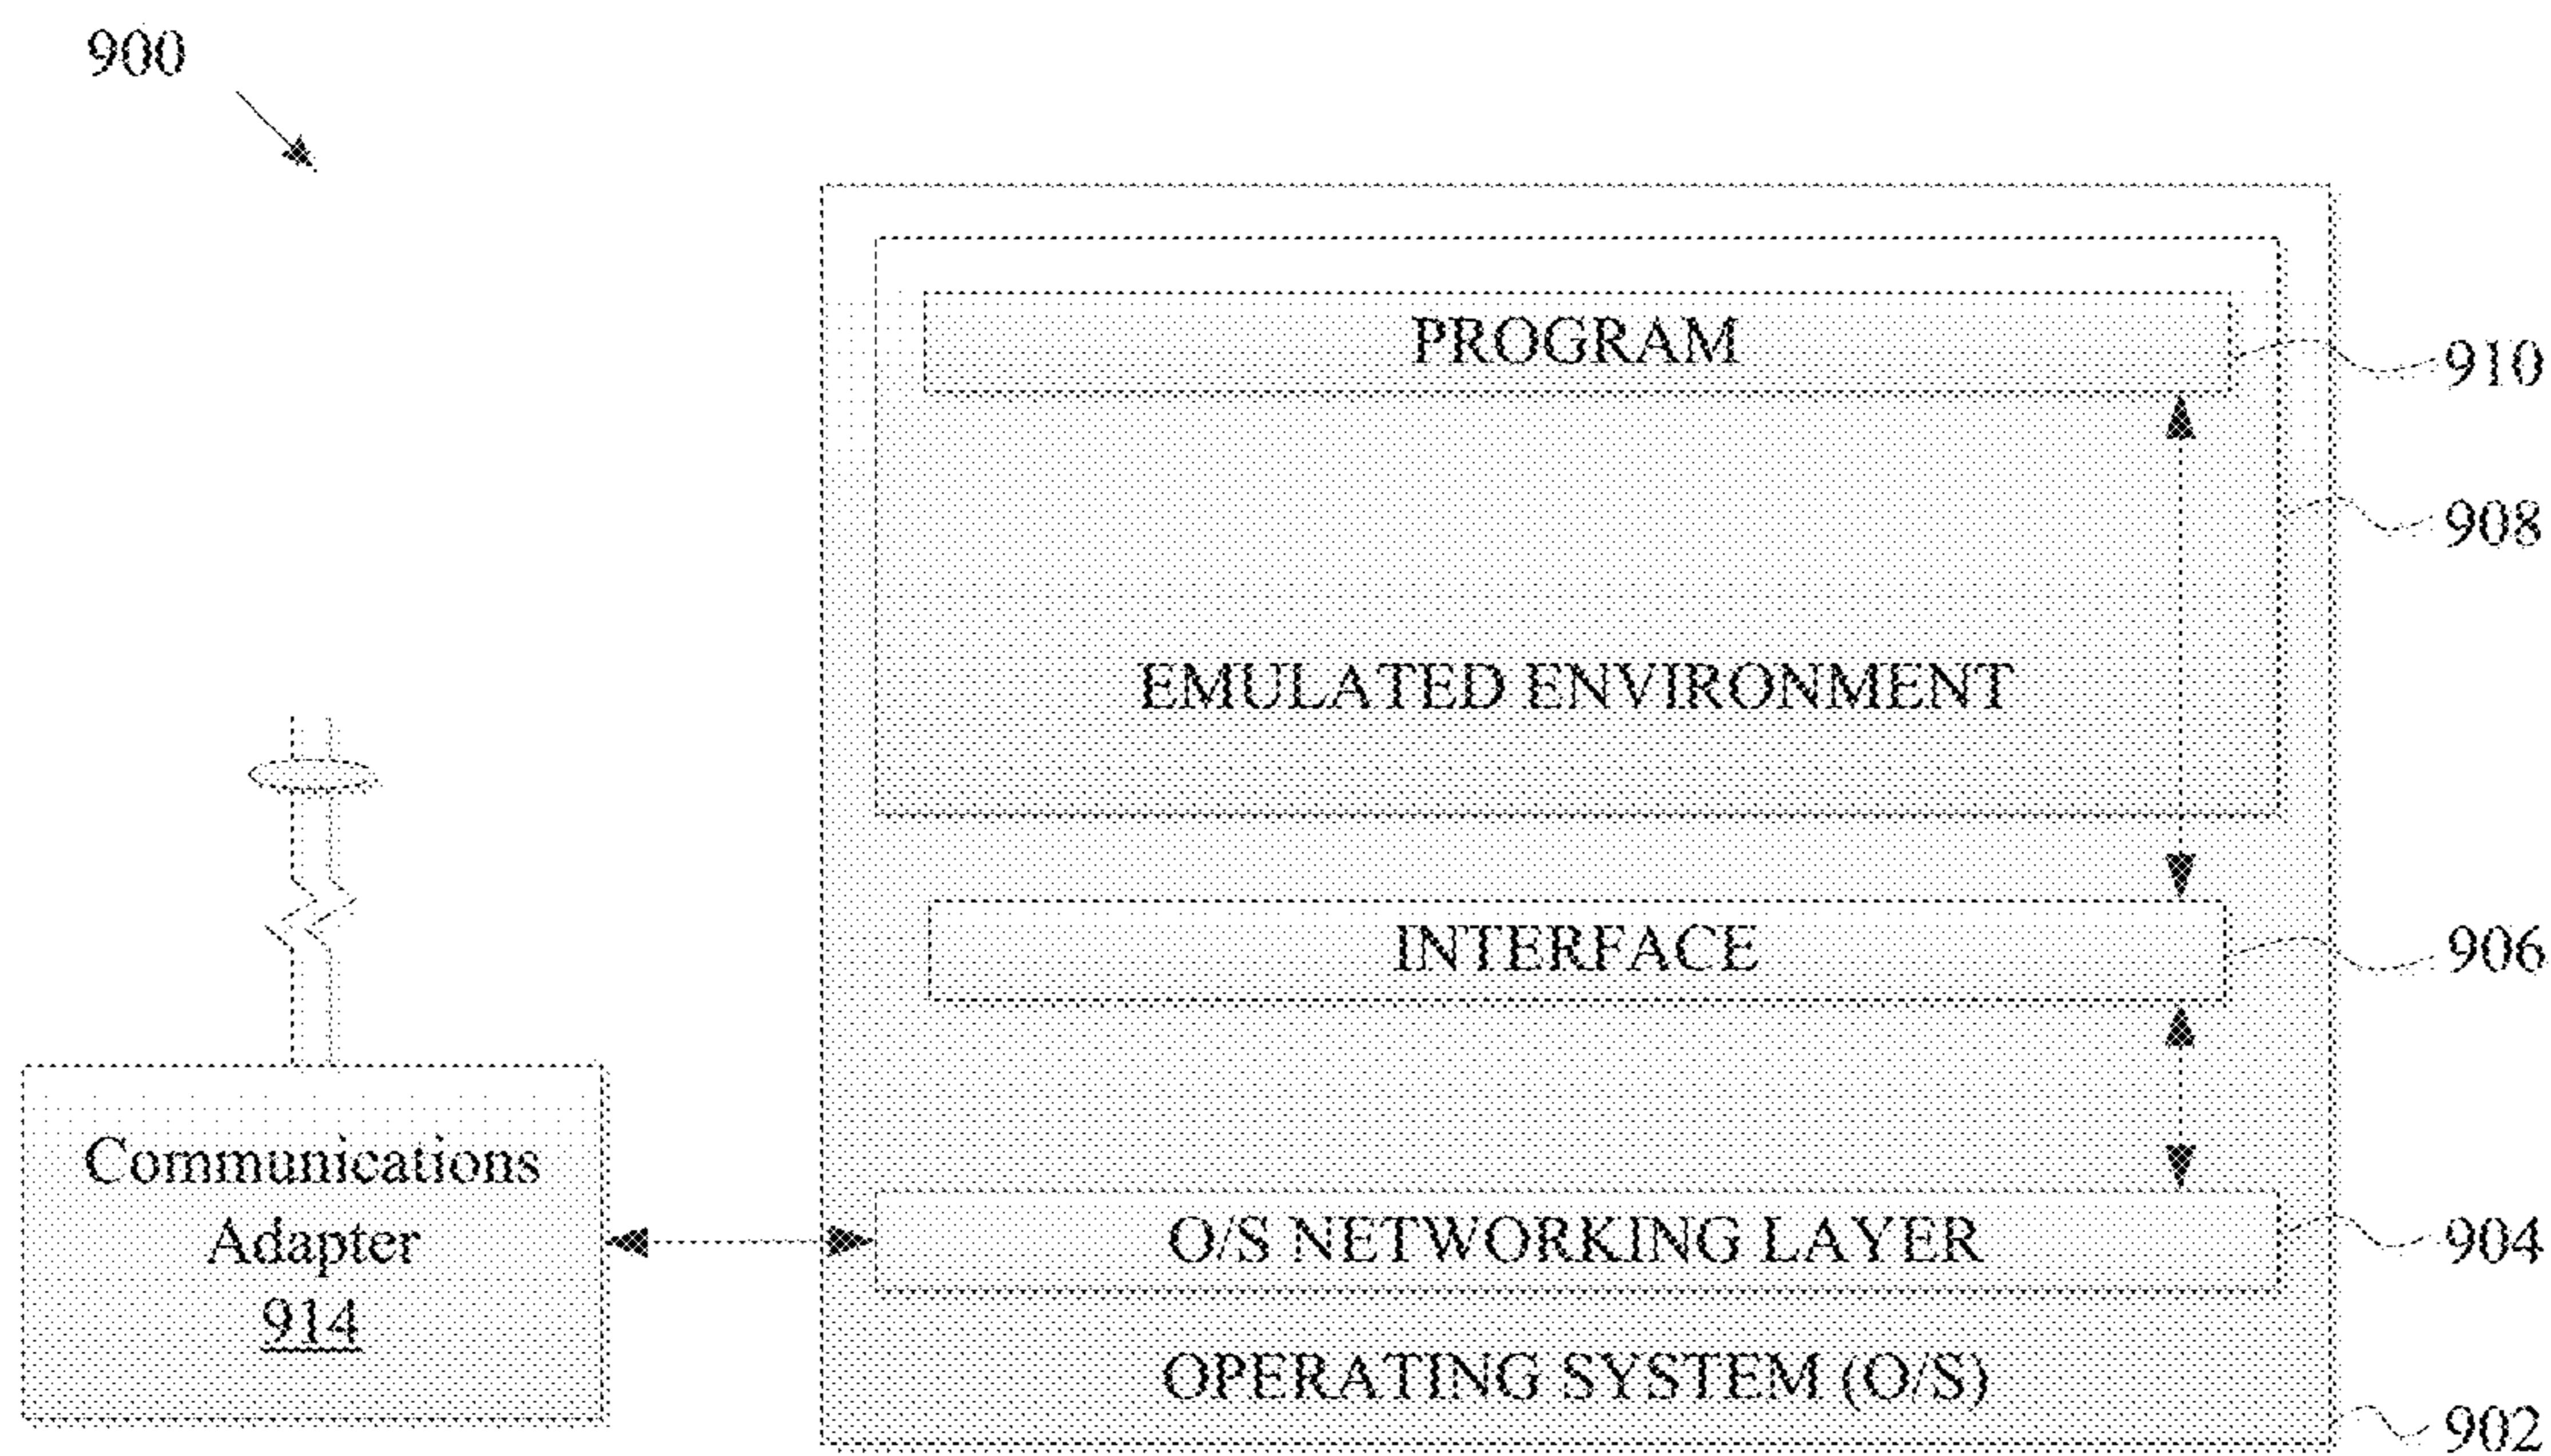 900
PROGRAM
910
908
EMULATED ENVIRONMENT
INTERFACE
906
Communications
Adapter
914
O/S NETWORKING LAYER
904
OPERATING SYSTEM (O/S)
902